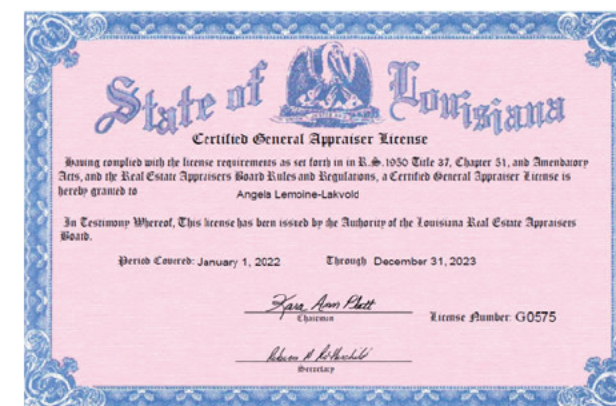 State of Louisiana
Certified General Appraiser License
Having complied with the license requirements as set forth in in R.S. 1950 Title 37, Chapter 51, and Amendatory
Acts, and the Real Estate Appraisers Board Rules and Regulations, a Certified General Appraiser License is
hereby granted to Angela Lemoine-Lakvold
In Testimony Whereof, This license has been issued by the Authority of the Louisiana Real Estate Appraisers
Board.
Period Covered: January 1, 2022 Through December 31, 2023
Kara Ann Platt
Chairman
License Number: G0575
Secretary